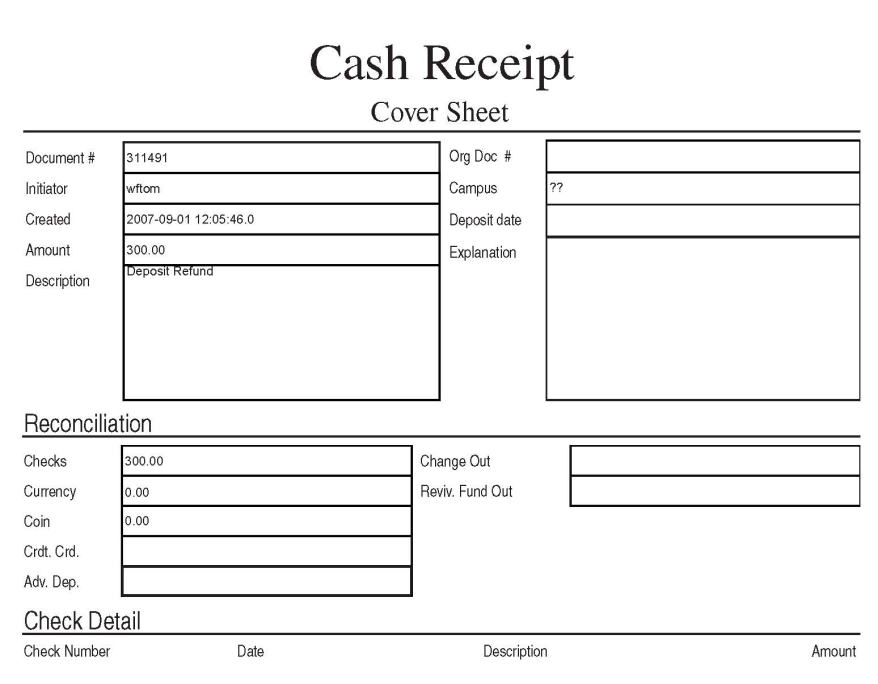 Cash Receipt
Cover Sheet
Document # 311491 Org Doc #
Initiator wftom Campus ??
Created 2007-09-01 12:05:46.0 Deposit date
Amount 300.00 Explanation
Description Deposit Refund
Reconciliation
Checks 300.00 Change Out
Currency 0.00 Reviv. Fund Out
Coin 0.00
Crdt. Crd.
Adv. Dep.
Check Detail
Check Number Date Description Amount